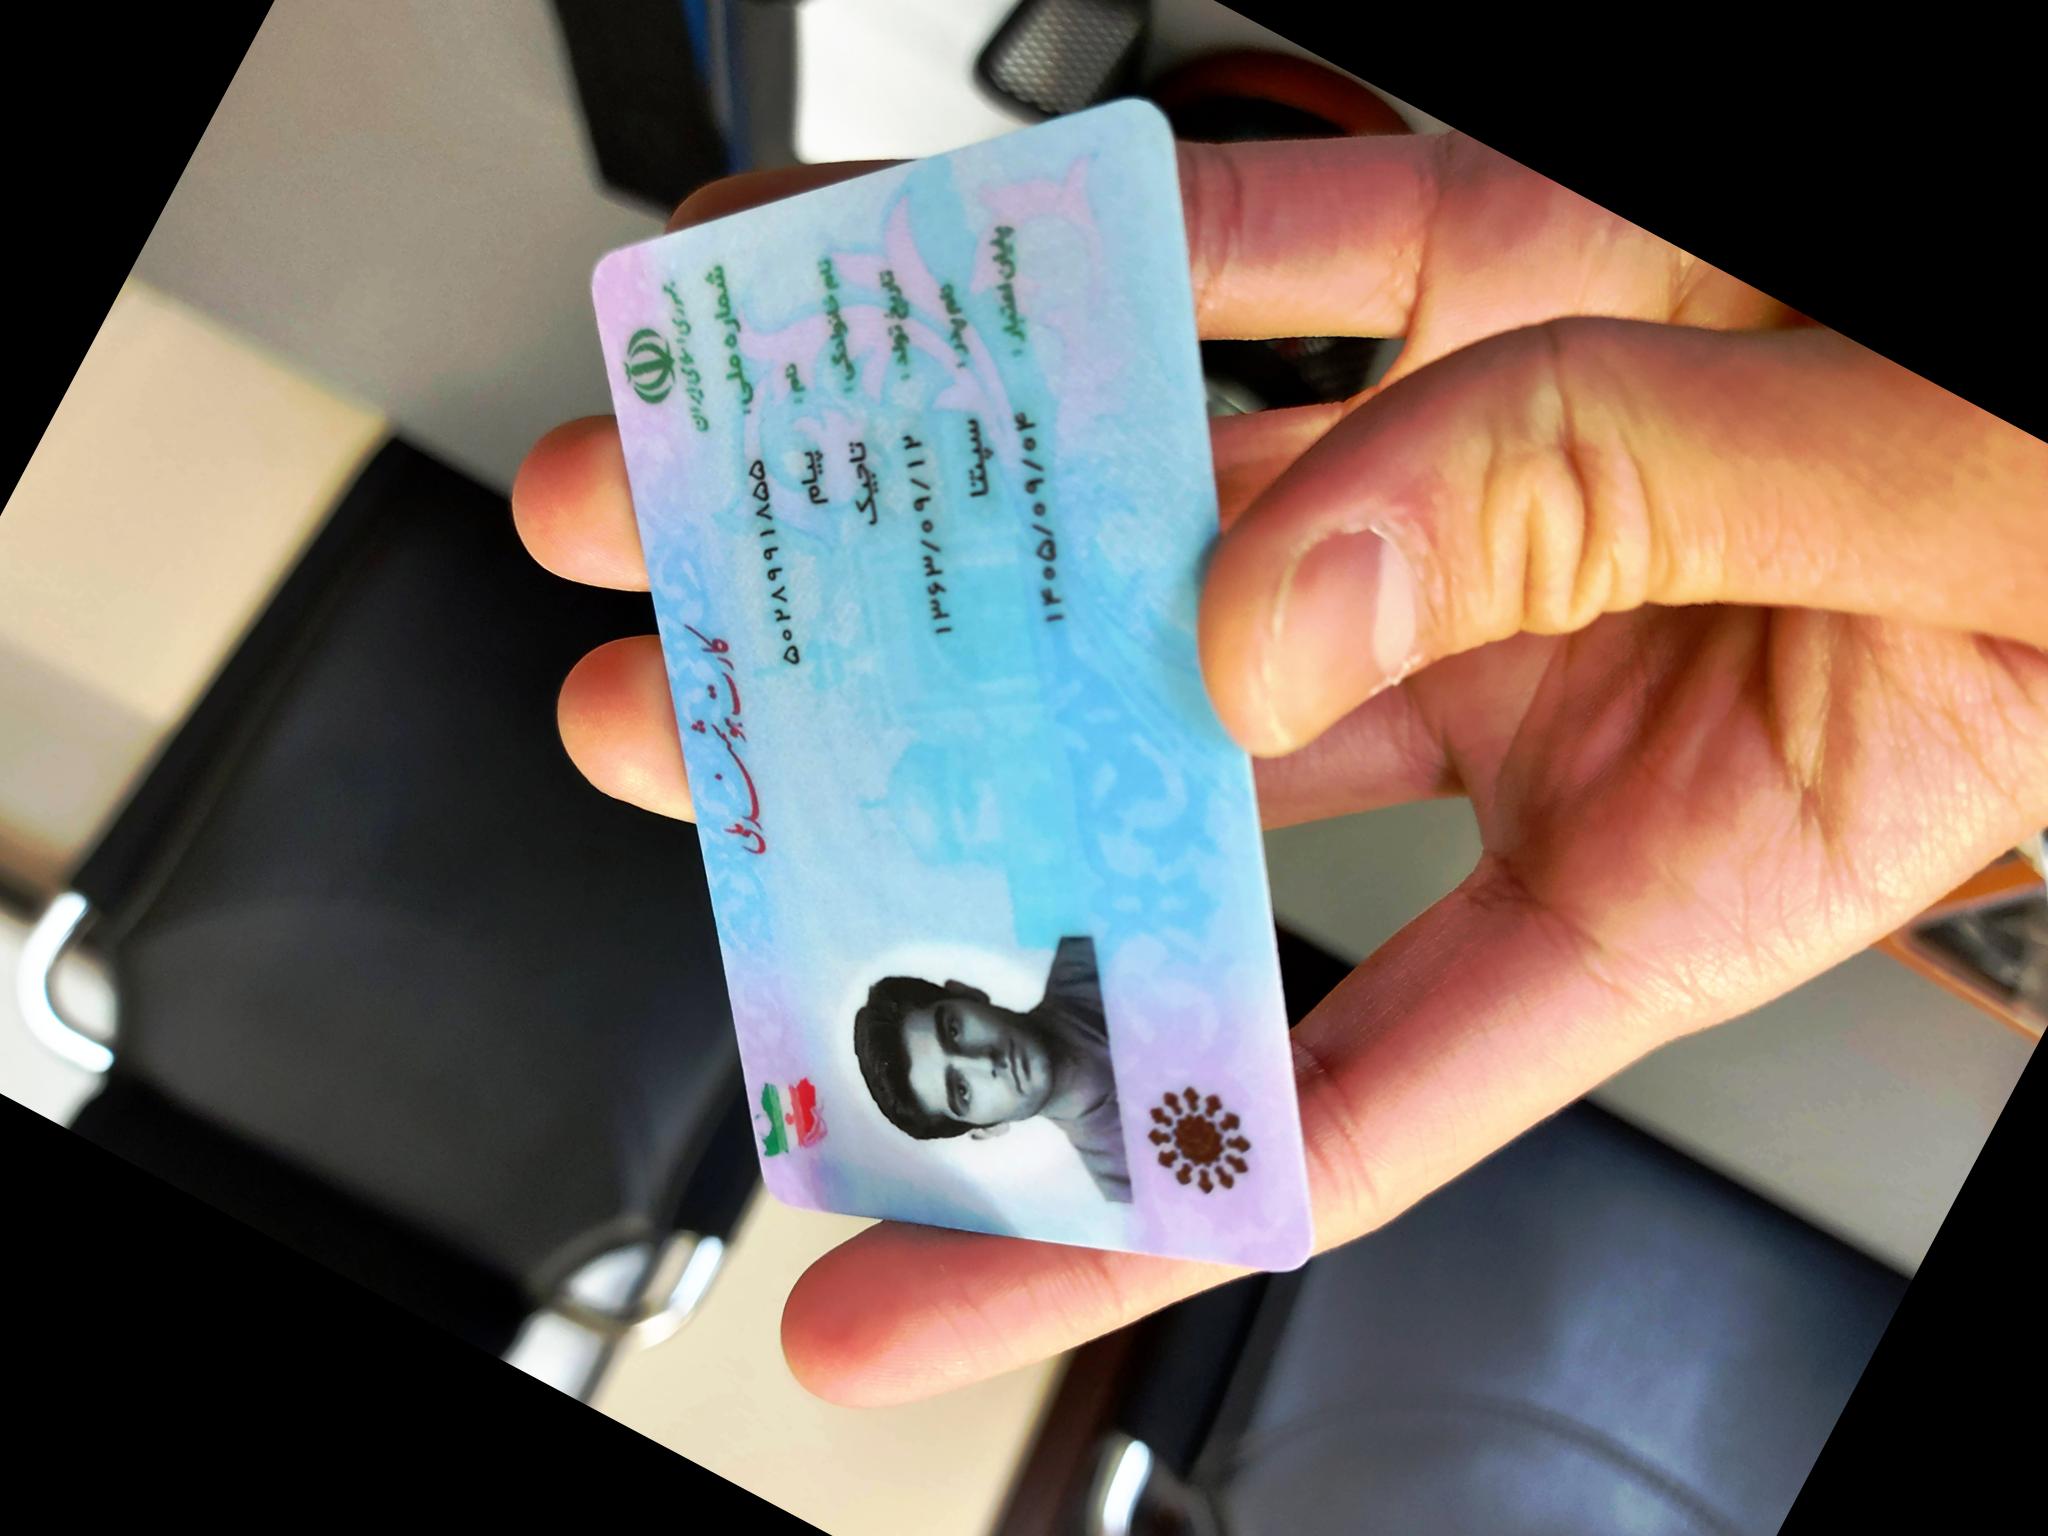 جمهوری اسلامی ایران
کارت هوشمند ملی
شماره ملی: ۵۰۲۸۹۹۱۸۵۵
نام: پیام
نام خانوادگی: تاجیک
تاریخ تولد: ۱۳۶۳/۰۹/۱۲
نام پدر: سپنتا
پایان اعتبار: ۱۴۰۵/۰۹/۰۴